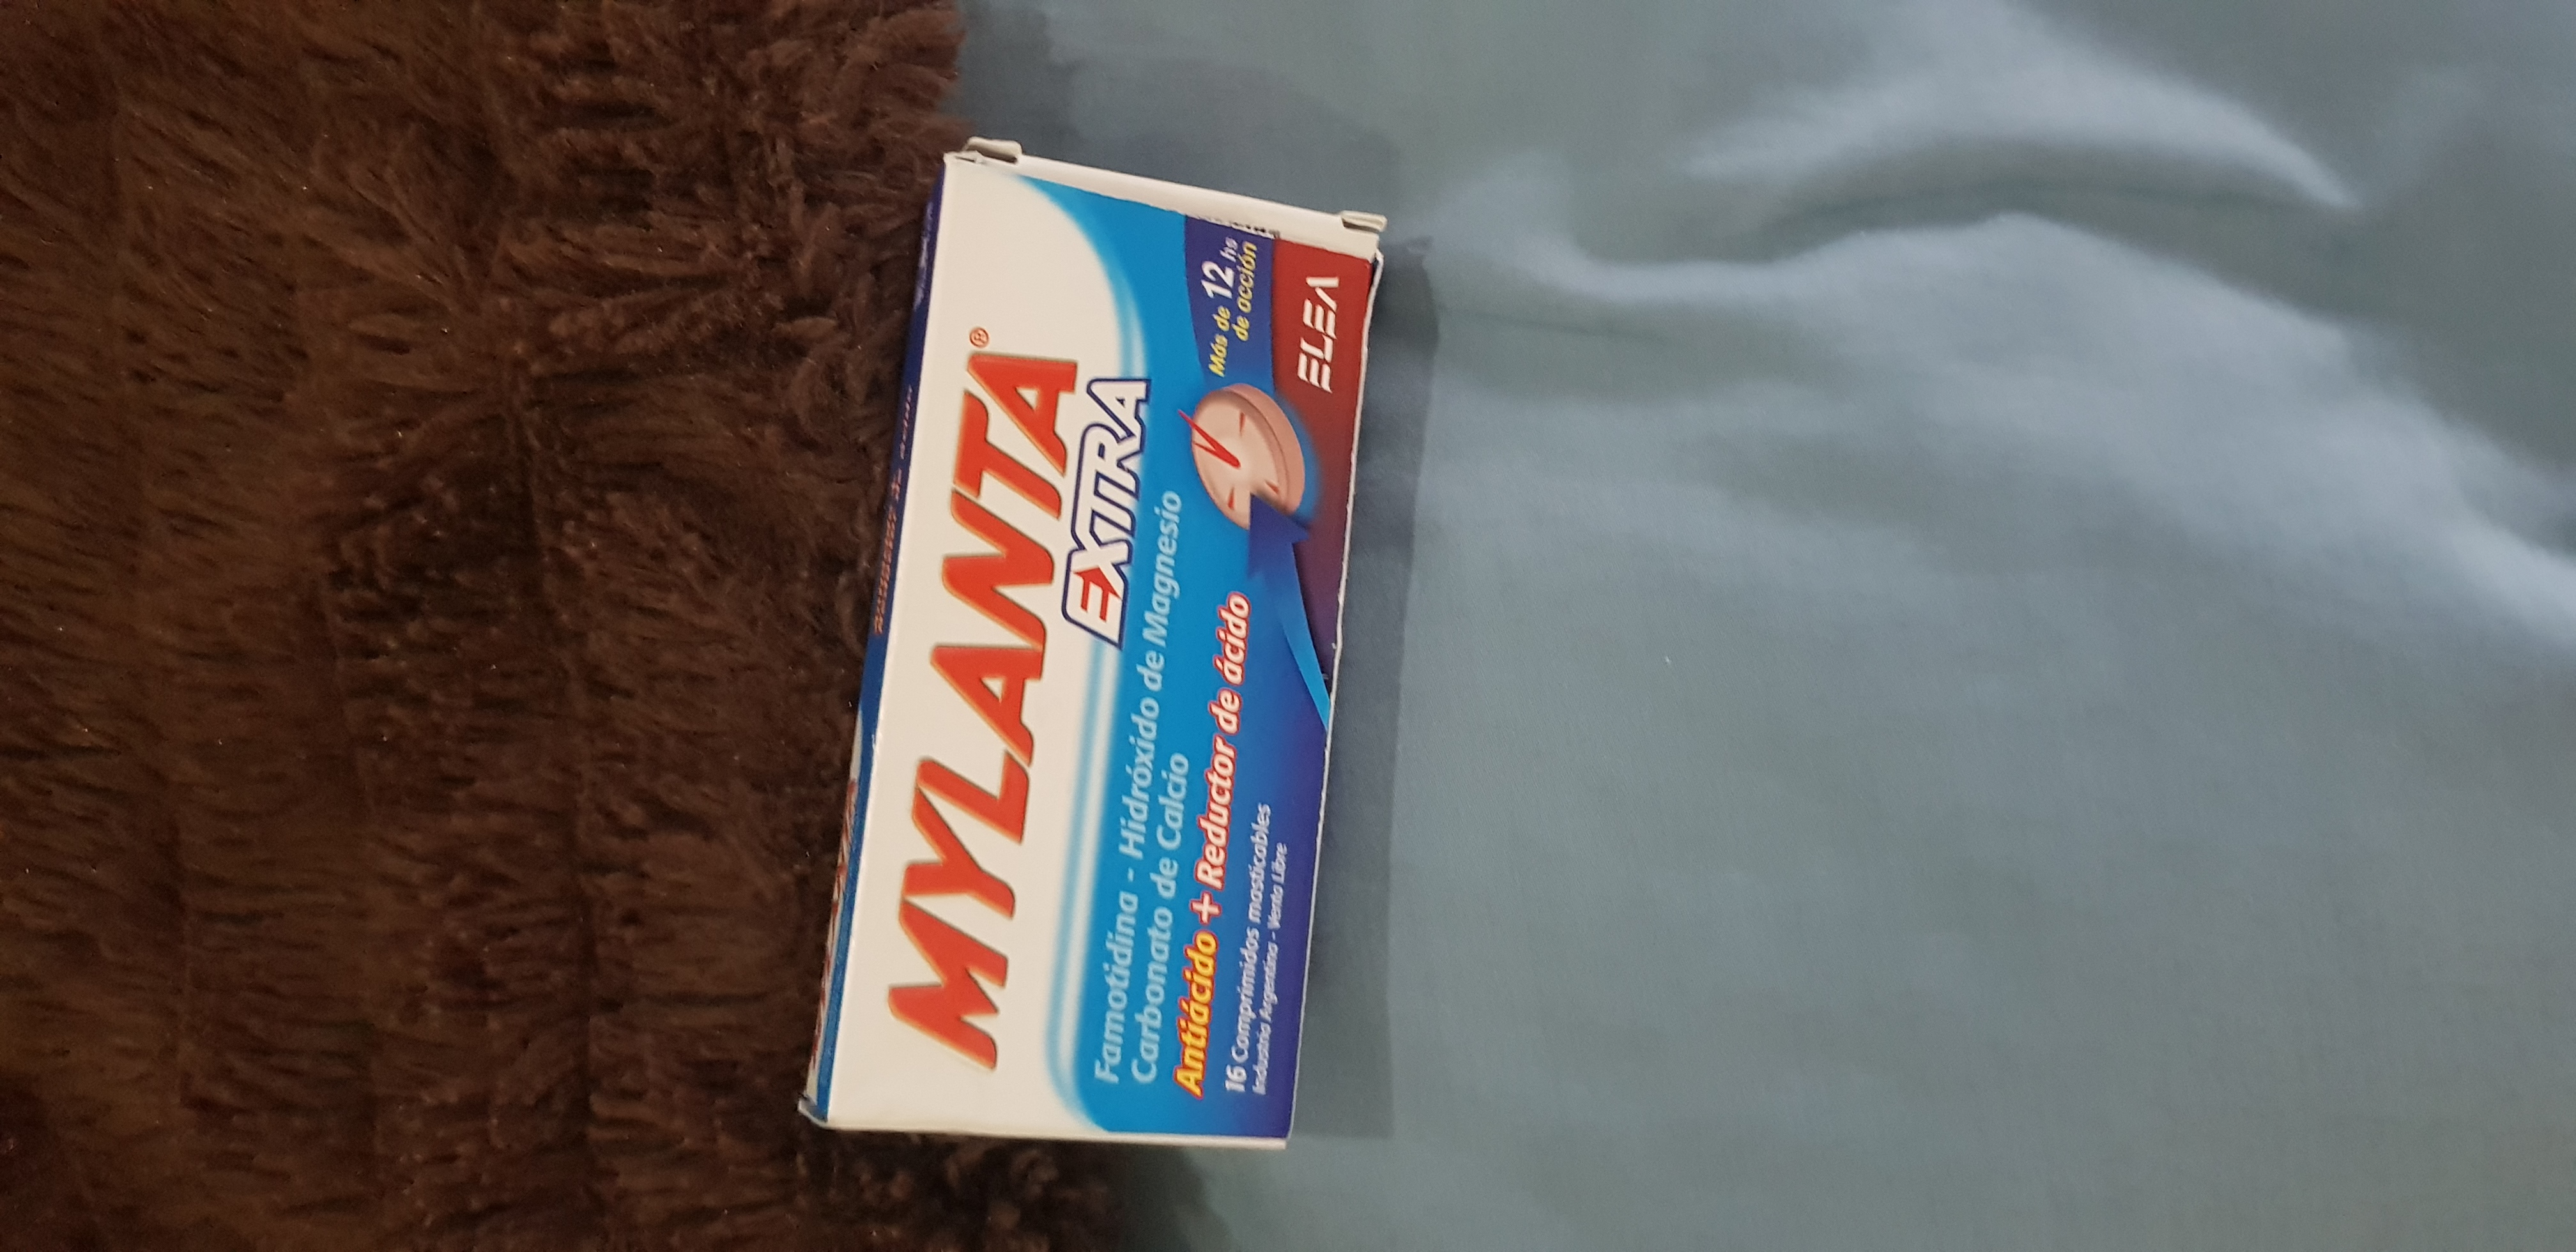 MYLANTA®
EXTRA
Famotidina - Hidróxido de Magnesio
Carbonato de Calcio
Antiácido + Reductor de ácido
16 Comprimidos masticables
Industria Argentina - Venta Libre
Más de 12 hs
de acción
ELEA